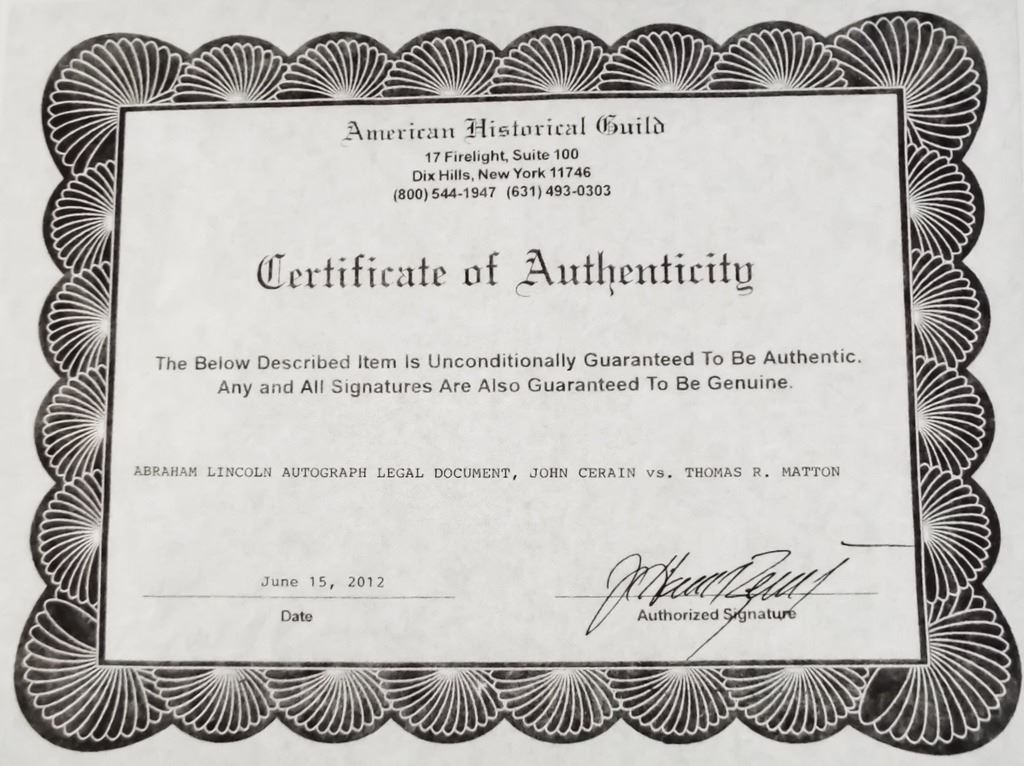 American Historical Guild
17 Firelight, Suite 100
Dix Hills, New York 11746
(800) 544-1947 (631) 493-0303
Certificate of Authenticity
The Below Described Item Is Unconditionally Guaranteed To Be Authentic.
Any and All Signatures Are Also Guaranteed To Be Genuine.
ABRAHAM LINCOLN AUTOGRAPH LEGAL DOCUMENT, JOHN CERAIN vs. THOMAS R. MATTON
June 15, 2012
Date
Authorized Signature